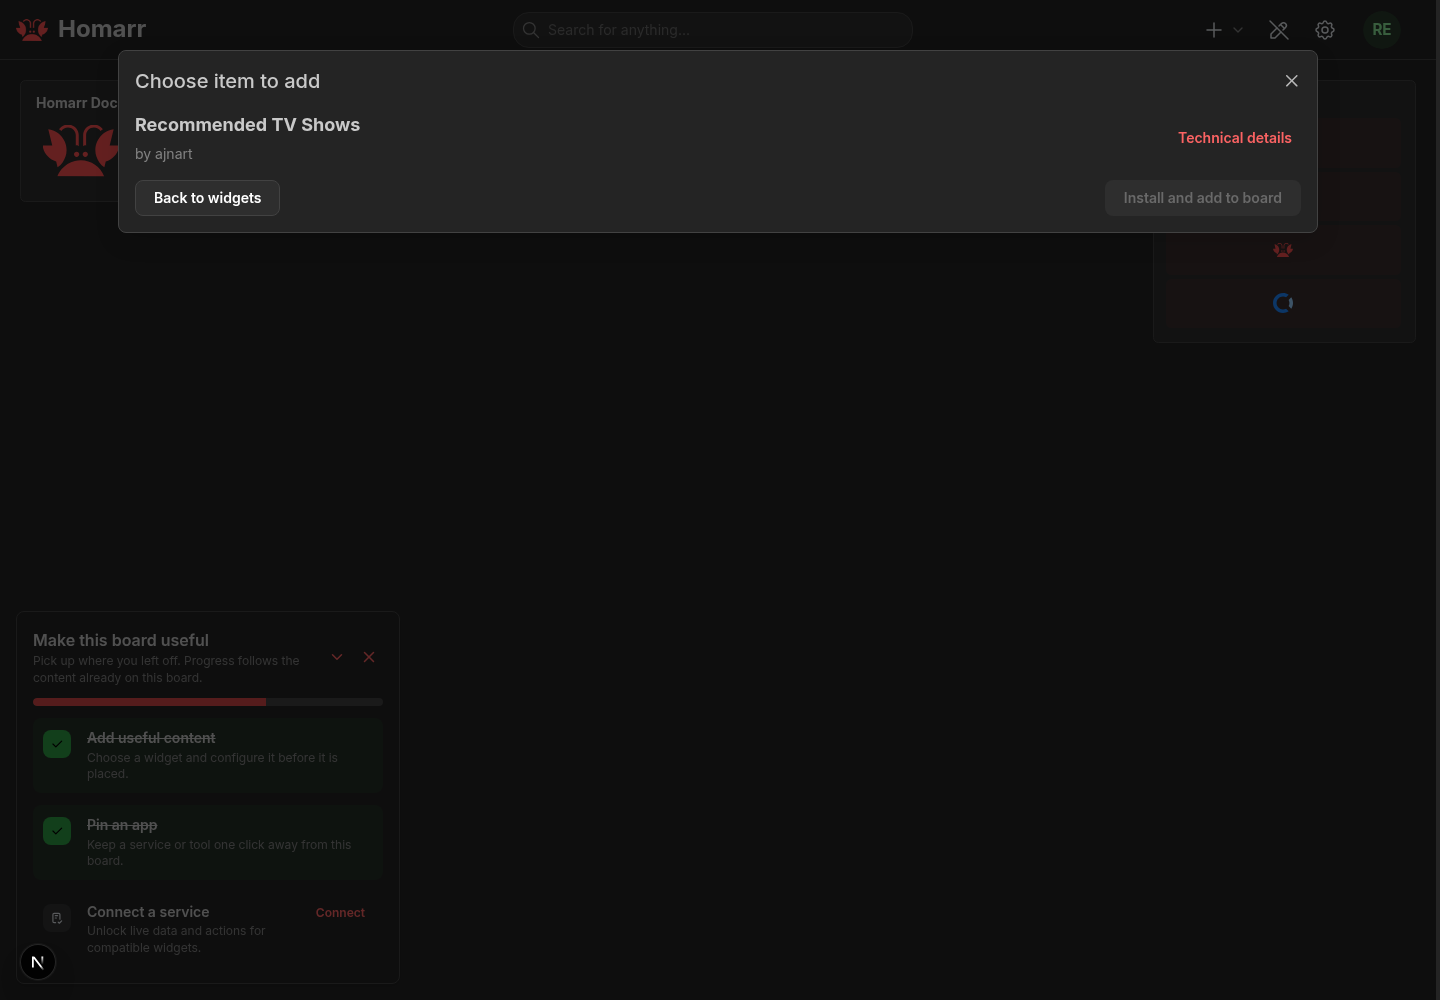 Homarr
Search for anything...
RE
Choose item to add
Homarr Doc
Recommended TV Shows
by ajnart
Technical details
Back to widgets
Install and add to board
Make this board useful
Pick up where you left off. Progress follows the
content already on this board.
Add useful content
Choose a widget and configure it before it is
placed.
Pin an app
Keep a service or tool one click away from this
board.
Connect a service
Connect
Unlock live data and actions for
compatible widgets.
N